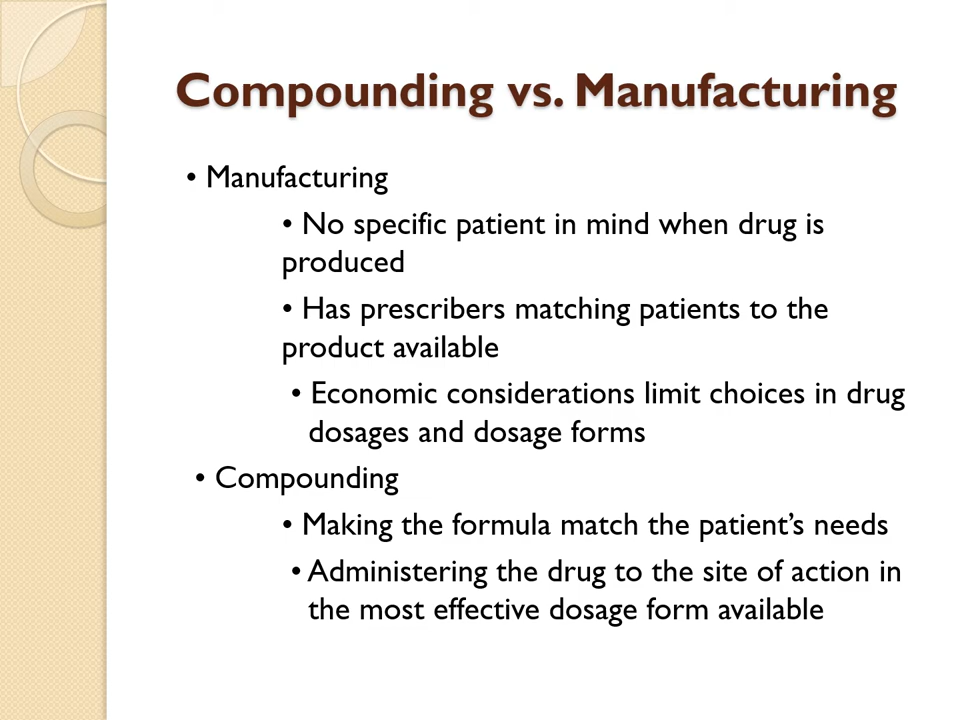 Compounding vs. Manufacturing
• Manufacturing
• No specific patient in mind when drug is
produced
• Has prescribers matching patients to the
product available
• Economic considerations limit choices in drug
dosages and dosage forms
• Compounding
• Making the formula match the patient’s needs
• Administering the drug to the site of action in
the most effective dosage form available